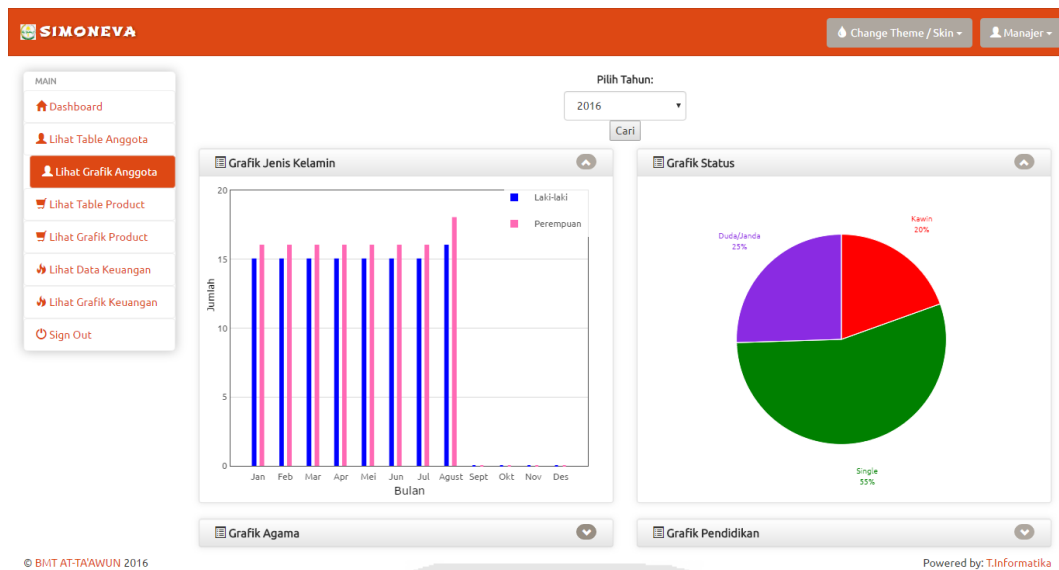 SIMONEVA
Change Theme / Skin
Manajer
MAIN
Dashboard
Lihat Table Anggota
Lihat Grafik Anggota
Lihat Table Product
Lihat Grafik Product
Lihat Data Keuangan
Lihat Grafik Keuangan
Sign Out
Pilih Tahun:
2016
Cari
Grafik Jenis Kelamin
20
15
10
5
0
Jumlah
Laki-laki
Perempuan
Jan Feb Mar Apr Mei Jun Jul Agust Sept Okt Nov Des
Bulan
Grafik Status
Kawin
20%
Duda/Janda
25%
Single
55%
Grafik Agama
Grafik Pendidikan
© BMT AT-TA'AWUN 2016
Powered by: T.Informatika